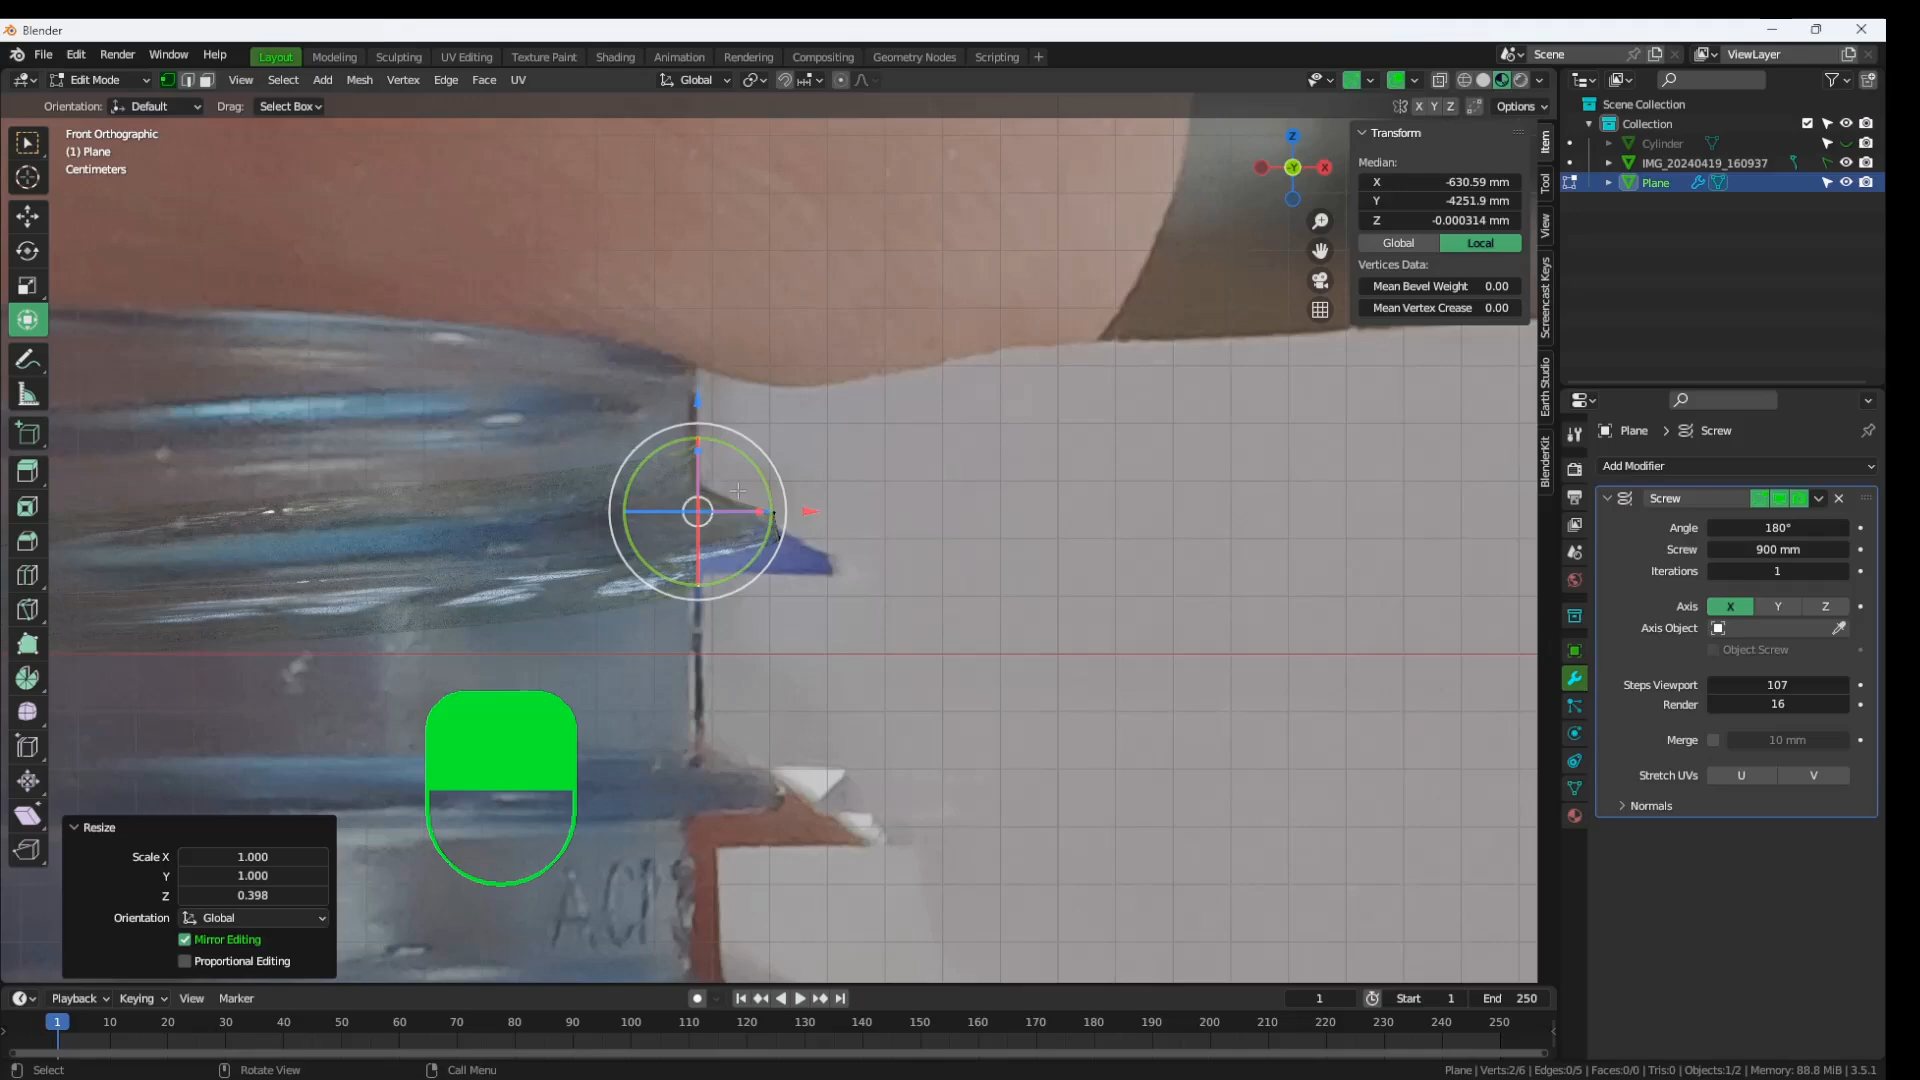 Blender
File Edit Render Window Help Layout Modeling Sculpting UV Editing Texture Paint Shading Animation Rendering Compositing Geometry Nodes Scripting + Scene ViewLayer
Edit Mode View Select Add Mesh Vertex Edge Face UV Global
Orientation: Default Drag: Select Box X Y Z Options
Front Orthographic
(1) Plane
Centimeters
Z
X
-Y
Transform
Median:
X -630.59 mm
Y -4251.9 mm
Z -0.000314 mm
Global Local
Vertices Data:
Mean Bevel Weight 0.00
Mean Vertex Crease 0.00
Item
Tool
View
Screencast Keys
Earth Studio
BlenderKit
Scene Collection
Collection
Cylinder
IMG_20240419_160937
Plane
Plane > Screw
Add Modifier
Screw
Angle 180°
Screw 900 mm
Iterations 1
Axis X Y Z
Axis Object
Object Screw
Steps Viewport 107
Render 16
Merge 10 mm
Stretch UVs U V
Normals
Resize
Scale X 1.000
Y 1.000
Z 0.398
Orientation Global
Mirror Editing
Proportional Editing
Playback Keying View Marker 1 Start 1 End 250
1 10 20 30 40 50 60 70 80 90 100 110 120 130 140 150 160 170 180 190 200 210 220 230 240 250
Select Rotate View Call Menu Plane | Verts:2/6 | Edges:0/5 | Faces:0/0 | Tris:0 | Objects:1/2 | Memory: 88.8 MiB | 3.5.1